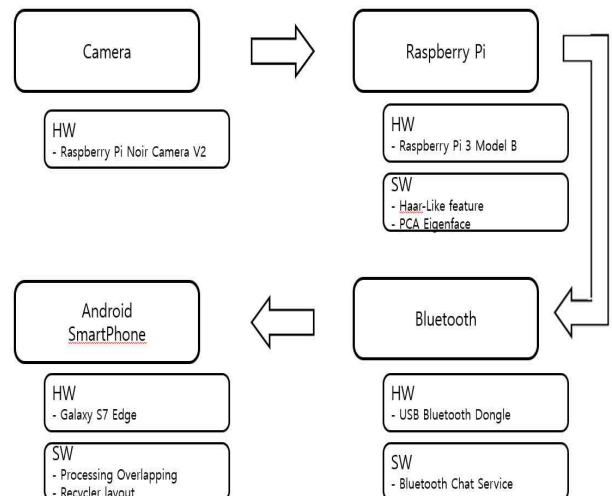 Camera
HW
- Raspberry Pi Noir Camera V2
Raspberry Pi
HW
- Raspberry Pi 3 Model B
SW
- Haar-Like feature
- PCA Eigenface
Android
SmartPhone
HW
- Galaxy S7 Edge
SW
- Processing Overlapping
- Recycler layout
Bluetooth
HW
- USB Bluetooth Dongle
SW
- Bluetooth Chat Service